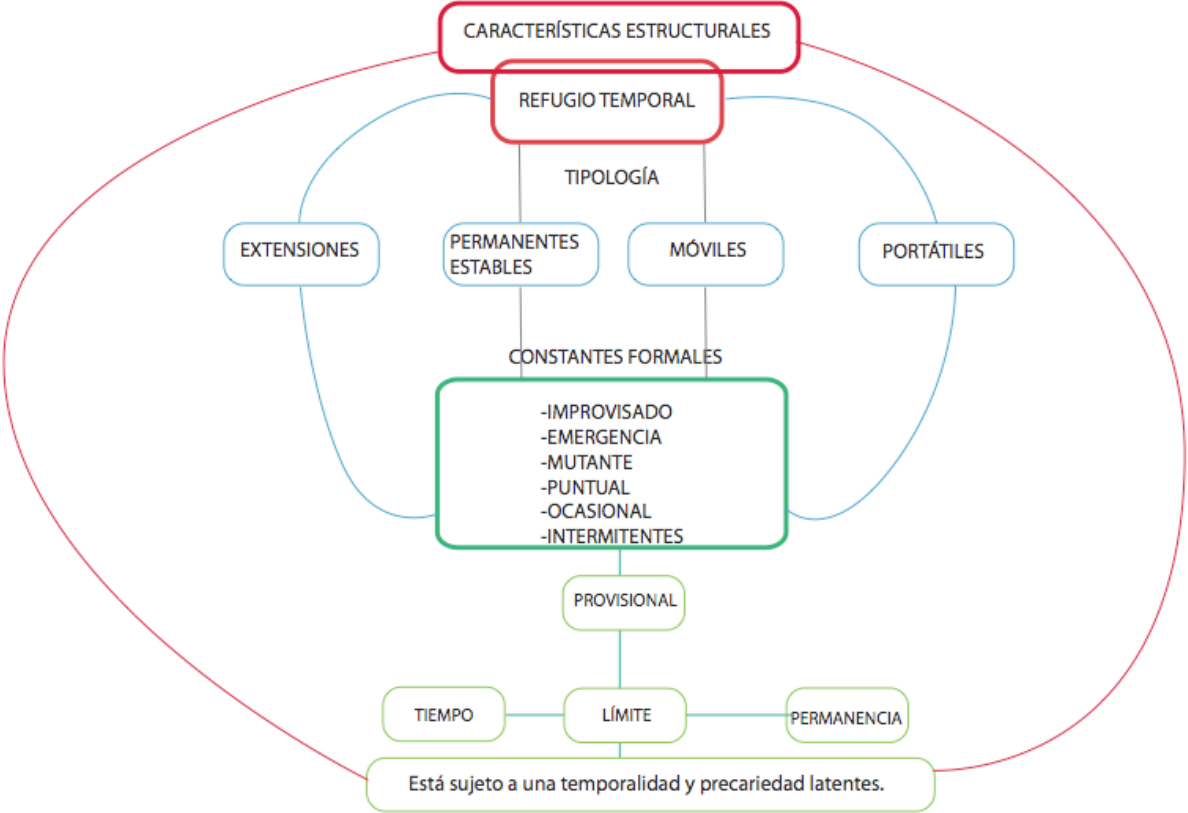 CARACTERÍSTICAS ESTRUCTURALES
REFUGIO TEMPORAL
TIPOLOGÍA
EXTENSIONES
PERMANENTES
ESTABLES
MÓVILES
PORTÁTILES
CONSTANTES FORMALES
-IMPROVISADO
-EMERGENCIA
-MUTANTE
-PUNTUAL
-OCASIONAL
-INTERMITENTES
PROVISIONAL
TIEMPO
LÍMITE
PERMANENCIA
Está sujeto a una temporalidad y precariedad latentes.